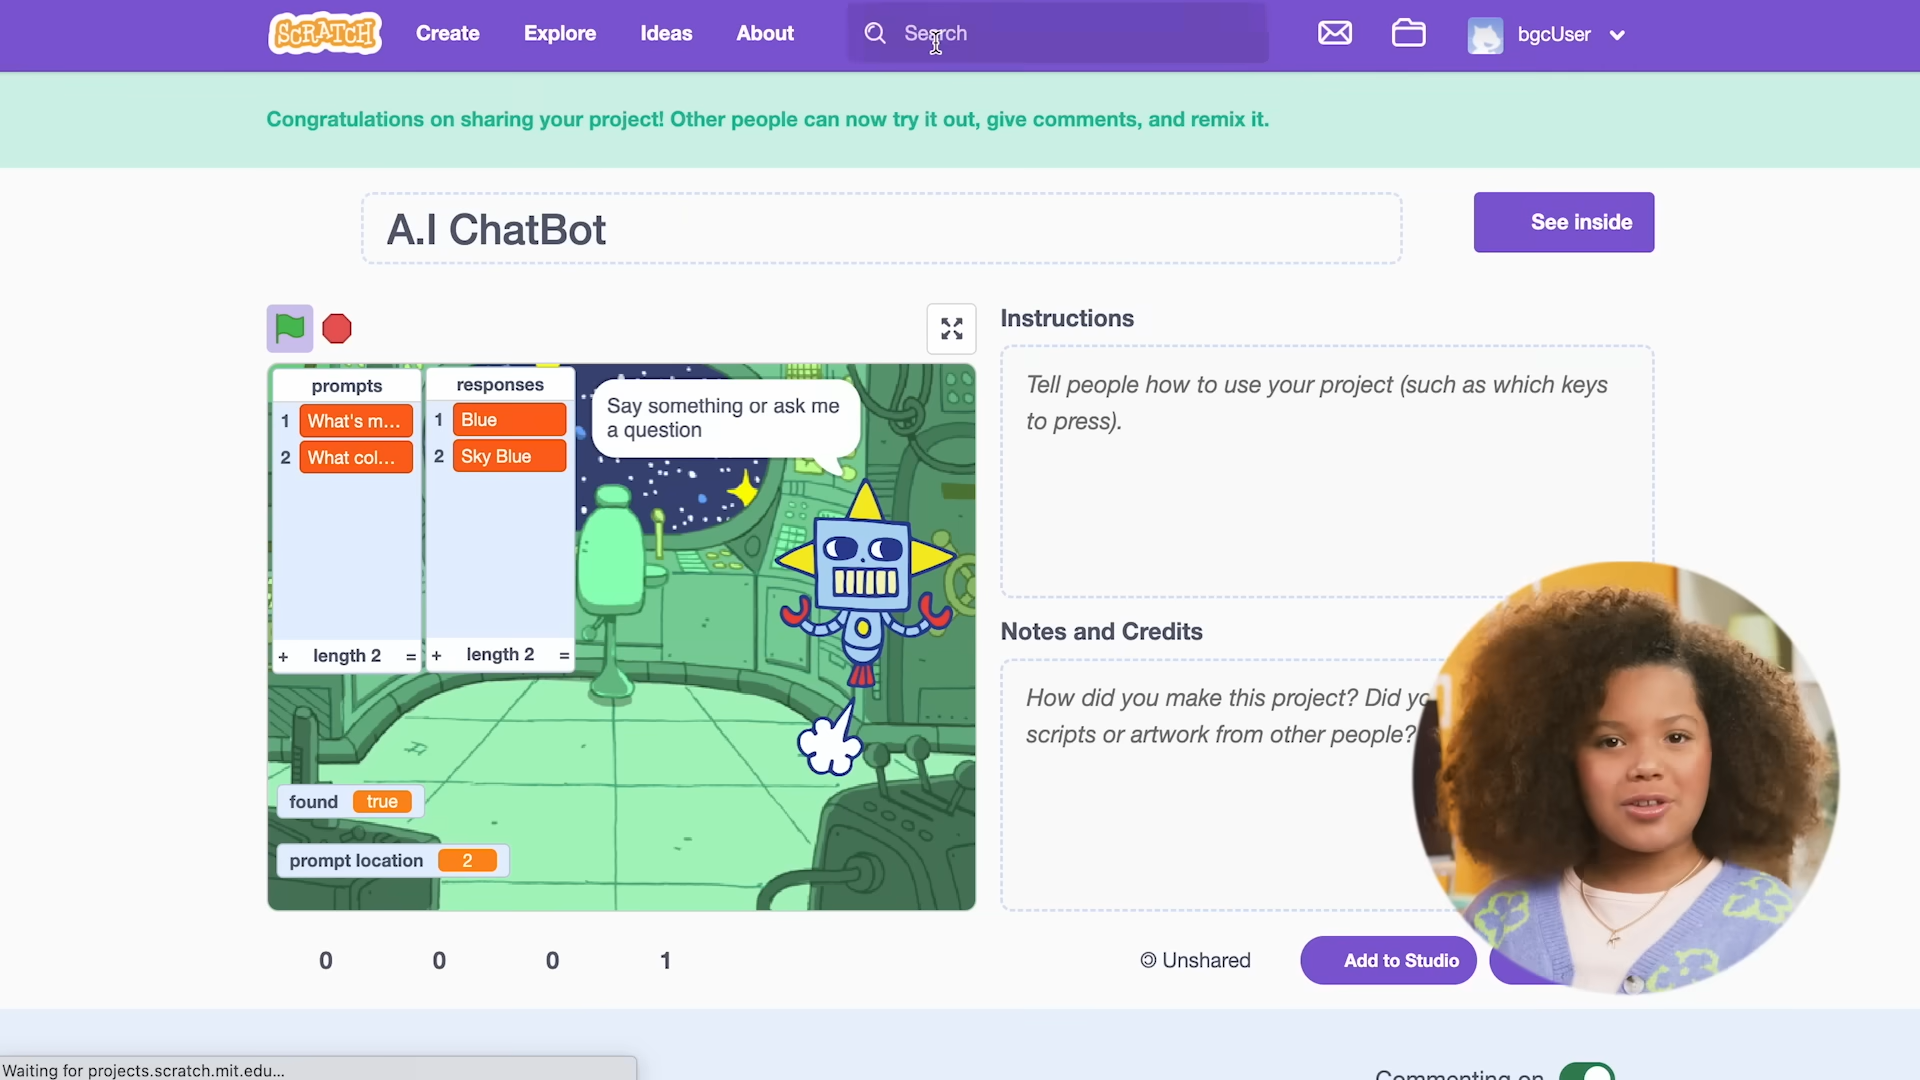 SCRATCH Create Explore Ideas About Search bgcUser
Congratulations on sharing your project! Other people can now try it out, give comments, and remix it.
A.I ChatBot
See inside
Instructions
Tell people how to use your project (such as which keys
to press).
prompts
1 What's m...
2 What col...
+ length 2 =
responses
1 Blue
2 Sky Blue
+ length 2 =
Say something or ask me
a question
found true
prompt location 2
Notes and Credits
How did you make this project? Did
scripts or artwork from other people?
0 0 0 1
Unshared
Add to Studio
Commenting on
Waiting for projects.scratch.mit.edu...